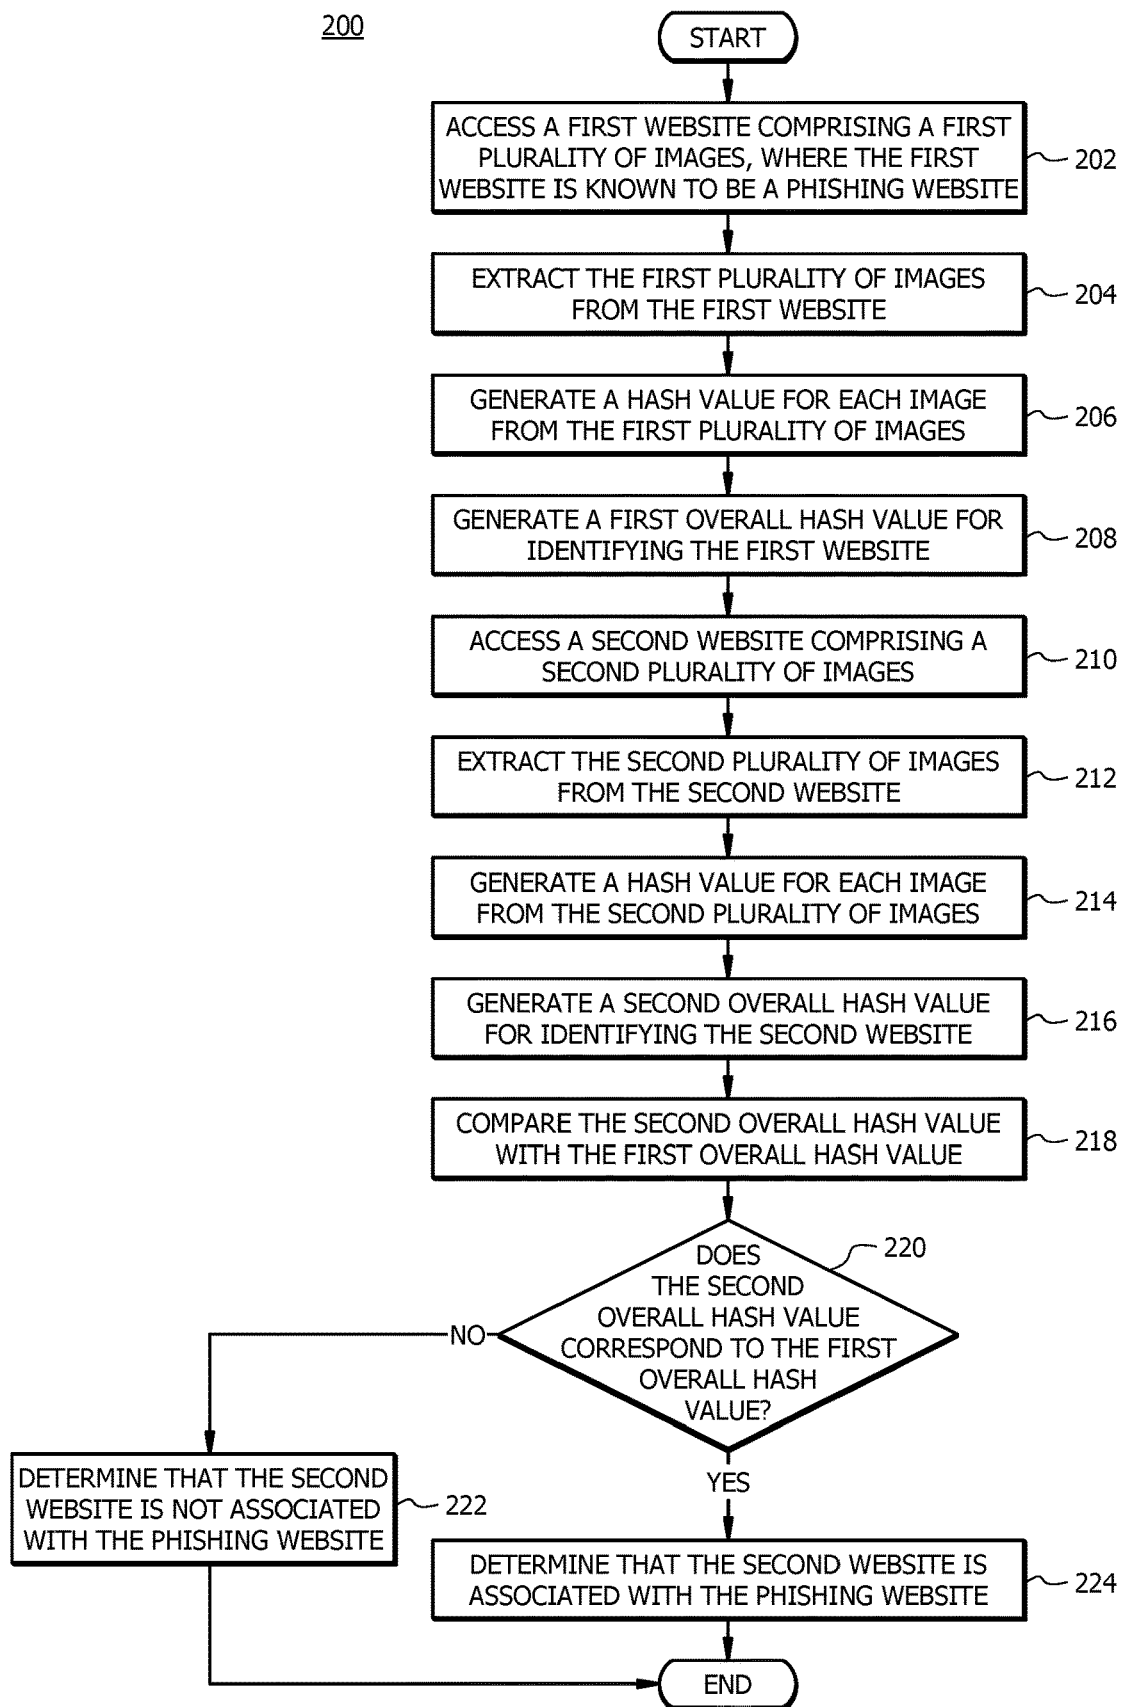 200
START
ACCESS A FIRST WEBSITE COMPRISING A FIRST
PLURALITY OF IMAGES, WHERE THE FIRST
WEBSITE IS KNOWN TO BE A PHISHING WEBSITE
202
EXTRACT THE FIRST PLURALITY OF IMAGES
FROM THE FIRST WEBSITE
204
GENERATE A HASH VALUE FOR EACH IMAGE
FROM THE FIRST PLURALITY OF IMAGES
206
GENERATE A FIRST OVERALL HASH VALUE FOR
IDENTIFYING THE FIRST WEBSITE
208
ACCESS A SECOND WEBSITE COMPRISING A
SECOND PLURALITY OF IMAGES
210
EXTRACT THE SECOND PLURALITY OF IMAGES
FROM THE SECOND WEBSITE
212
GENERATE A HASH VALUE FOR EACH IMAGE
FROM THE SECOND PLURALITY OF IMAGES
214
GENERATE A SECOND OVERALL HASH VALUE
FOR IDENTIFYING THE SECOND WEBSITE
216
COMPARE THE SECOND OVERALL HASH VALUE
WITH THE FIRST OVERALL HASH VALUE
218
DOES
THE SECOND
OVERALL HASH VALUE
CORRESPOND TO THE FIRST
OVERALL HASH
VALUE?
220
NO
YES
DETERMINE THAT THE SECOND
WEBSITE IS NOT ASSOCIATED
WITH THE PHISHING WEBSITE
222
DETERMINE THAT THE SECOND WEBSITE IS
ASSOCIATED WITH THE PHISHING WEBSITE
224
END